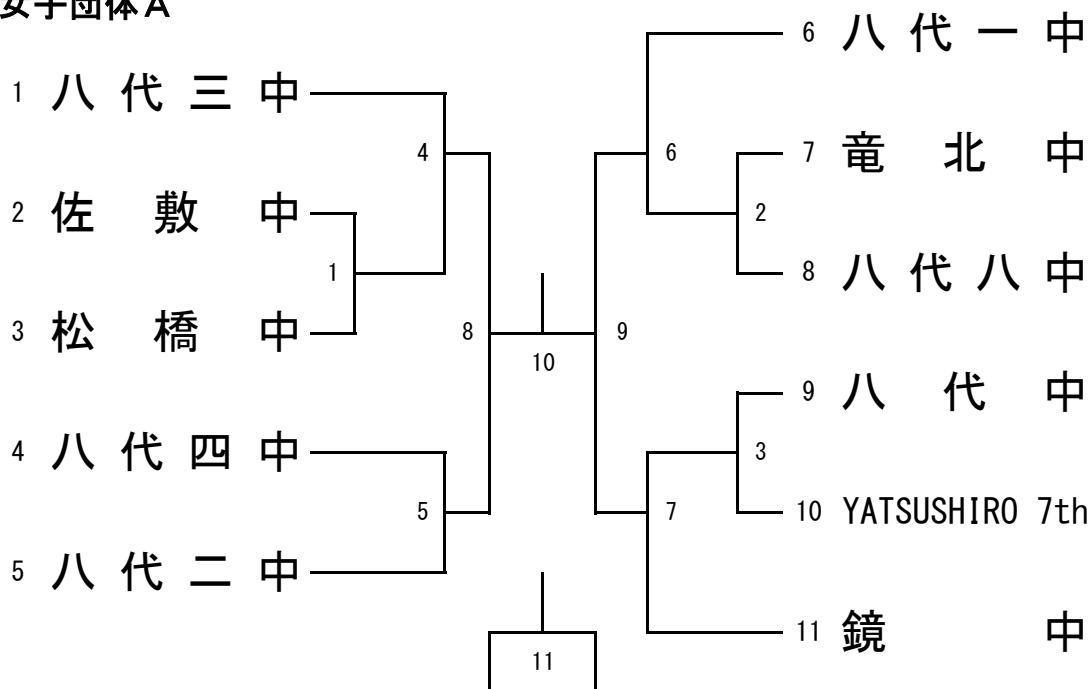 女子団体A
1 八代三中
2 佐敷中
3 松橋中
4 八代四中
5 八代二中
4
1
8
5
10
11
9
6
2
3
7
6 八代一中
7 竜北中
8 八代八中
9 八代中
10 YATSUSHIRO 7th
11 鏡中